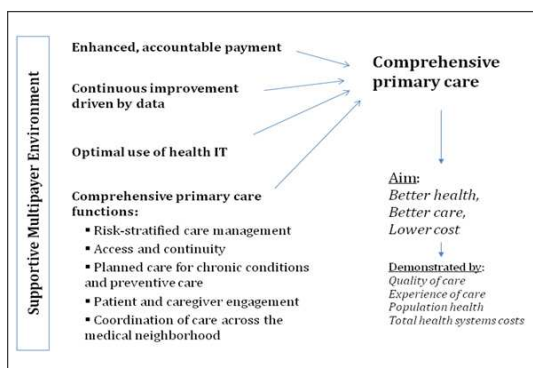 Supportive Multipayer Environment
Enhanced, accountable payment
Continuous improvement
driven by data
Optimal use of health IT
Comprehensive primary care
functions:
▪ Risk-stratified care management
▪ Access and continuity
▪ Planned care for chronic conditions
and preventive care
▪ Patient and caregiver engagement
▪ Coordination of care across the
medical neighborhood
Comprehensive
primary care
Aim:
Better health,
Better care,
Lower cost
Demonstrated by:
Quality of care
Experience of care
Population health
Total health systems costs